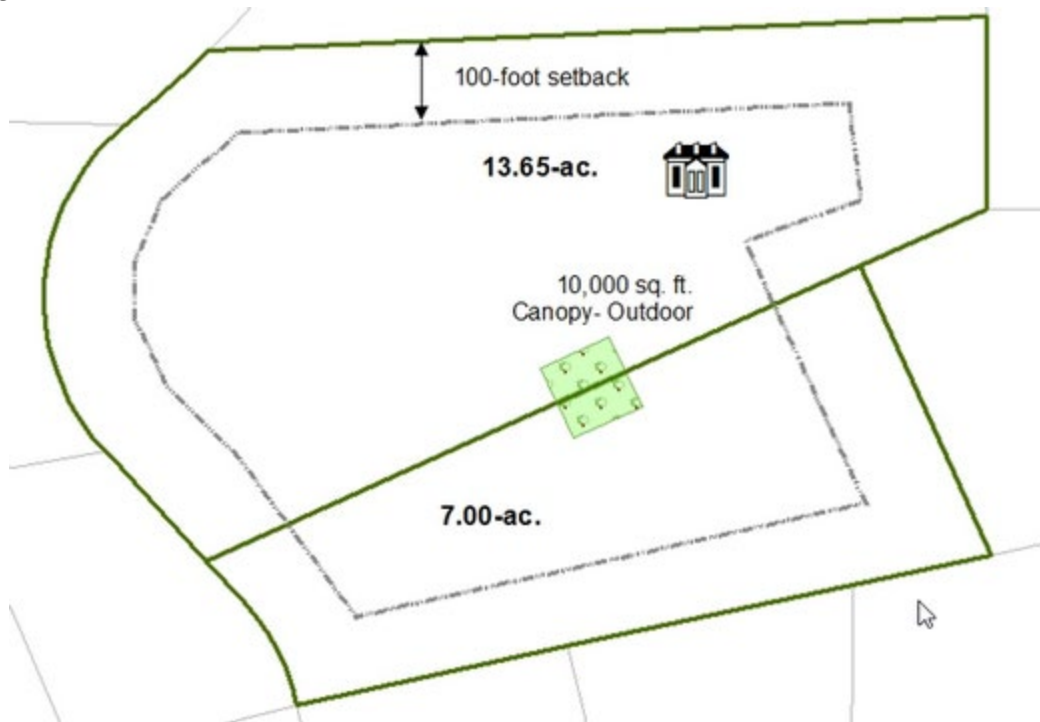 100-foot setback
13.65-ac.
10,000 sq. ft.
Canopy- Outdoor
7.00-ac.